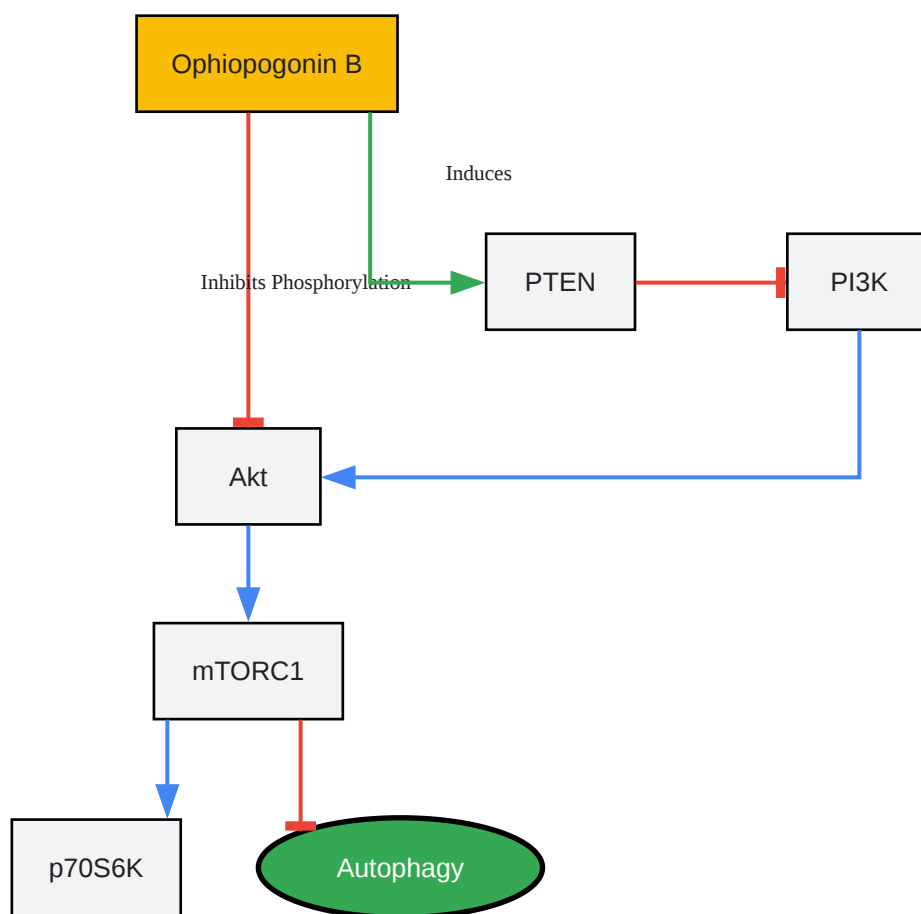 Ophiopogonin B
Induces
Inhibits Phosphorylation
PTEN
PI3K
Akt
mTORC1
p70S6K
Autophagy